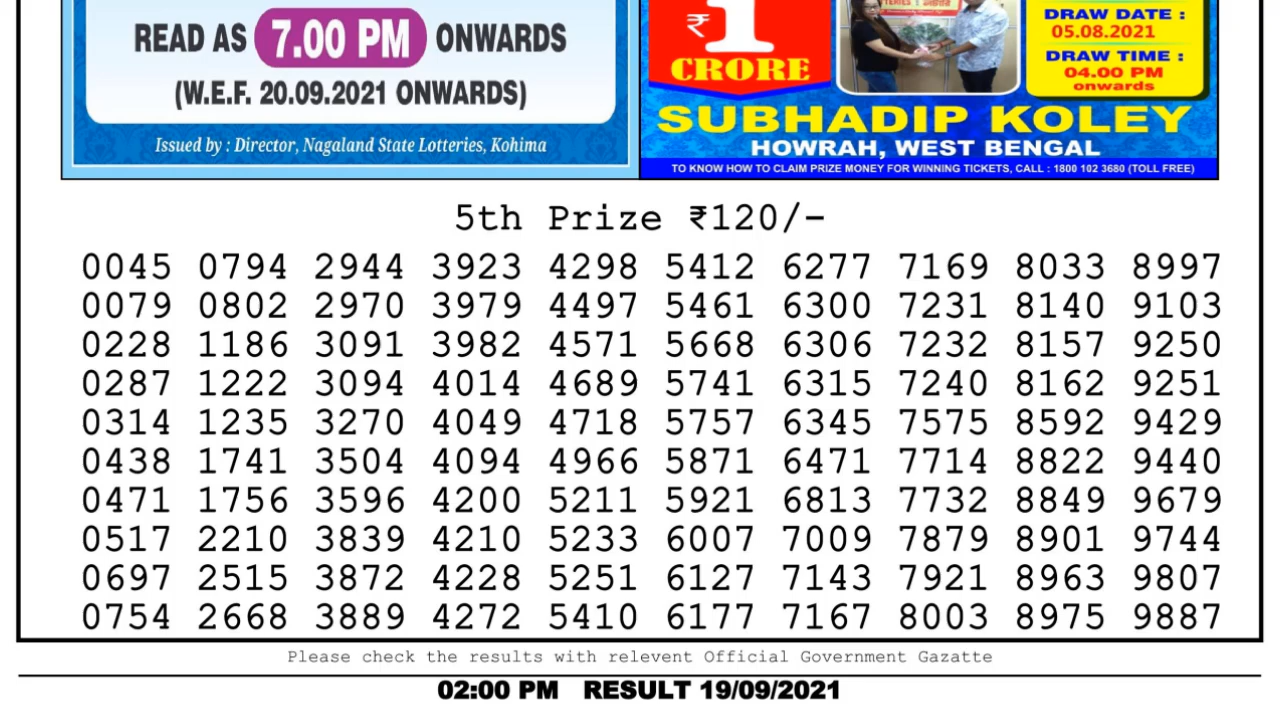 READ AS 7.00 PM ONWARDS
(W.E.F. 20.09.2021 ONWARDS)
Issued by : Director, Nagaland State Lotteries, Kohima
₹1
CRORE
DRAW DATE :
05.08.2021
DRAW TIME :
04.00 PM
onwards
SUBHADIP KOLEY
HOWRAH, WEST BENGAL
TO KNOW HOW TO CLAIM PRIZE MONEY FOR WINNING TICKETS, CALL : 1800 102 3680 (TOLL FREE)
5th Prize ₹120/-
0045 0794 2944 3923 4298 5412 6277 7169 8033 8997
0079 0802 2970 3979 4497 5461 6300 7231 8140 9103
0228 1186 3091 3982 4571 5668 6306 7232 8157 9250
0287 1222 3094 4014 4689 5741 6315 7240 8162 9251
0314 1235 3270 4049 4718 5757 6345 7575 8592 9429
0438 1741 3504 4094 4966 5871 6471 7714 8822 9440
0471 1756 3596 4200 5211 5921 6813 7732 8849 9679
0517 2210 3839 4210 5233 6007 7009 7879 8901 9744
0697 2515 3872 4228 5251 6127 7143 7921 8963 9807
0754 2668 3889 4272 5410 6177 7167 8003 8975 9887
Please check the results with relevent Official Government Gazatte
02:00 PM RESULT 19/09/2021